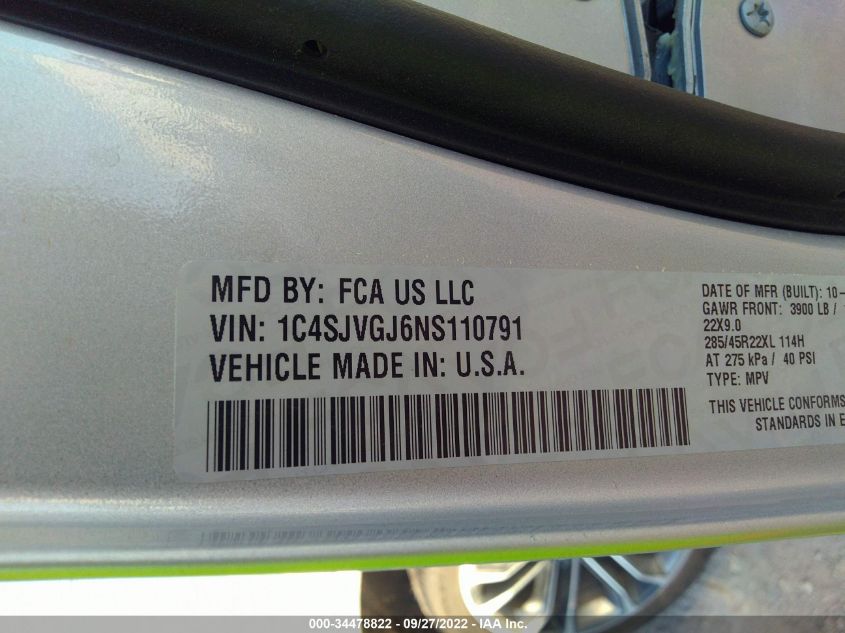 MFD BY: FCA US LLC
VIN: 1C4SJVGJ6NS110791
VEHICLE MADE IN: U.S.A.
DATE OF MFR (BUILT): 10-
GAWR FRONT: 3900 LB /
22X9.0
285/45R22XL 114H
AT 275 kPa / 40 PSI
TYPE: MPV
THIS VEHICLE CONFORMS
STANDARDS IN
000-34478822 - 09/27/2022 - IAA Inc.